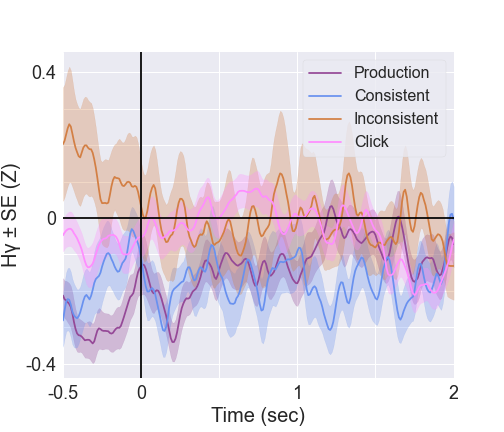 Production
Consistent
Inconsistent
Click
0.4
0
-0.4
Hγ ± SE (Z)
-0.5
0
1
2
Time (sec)